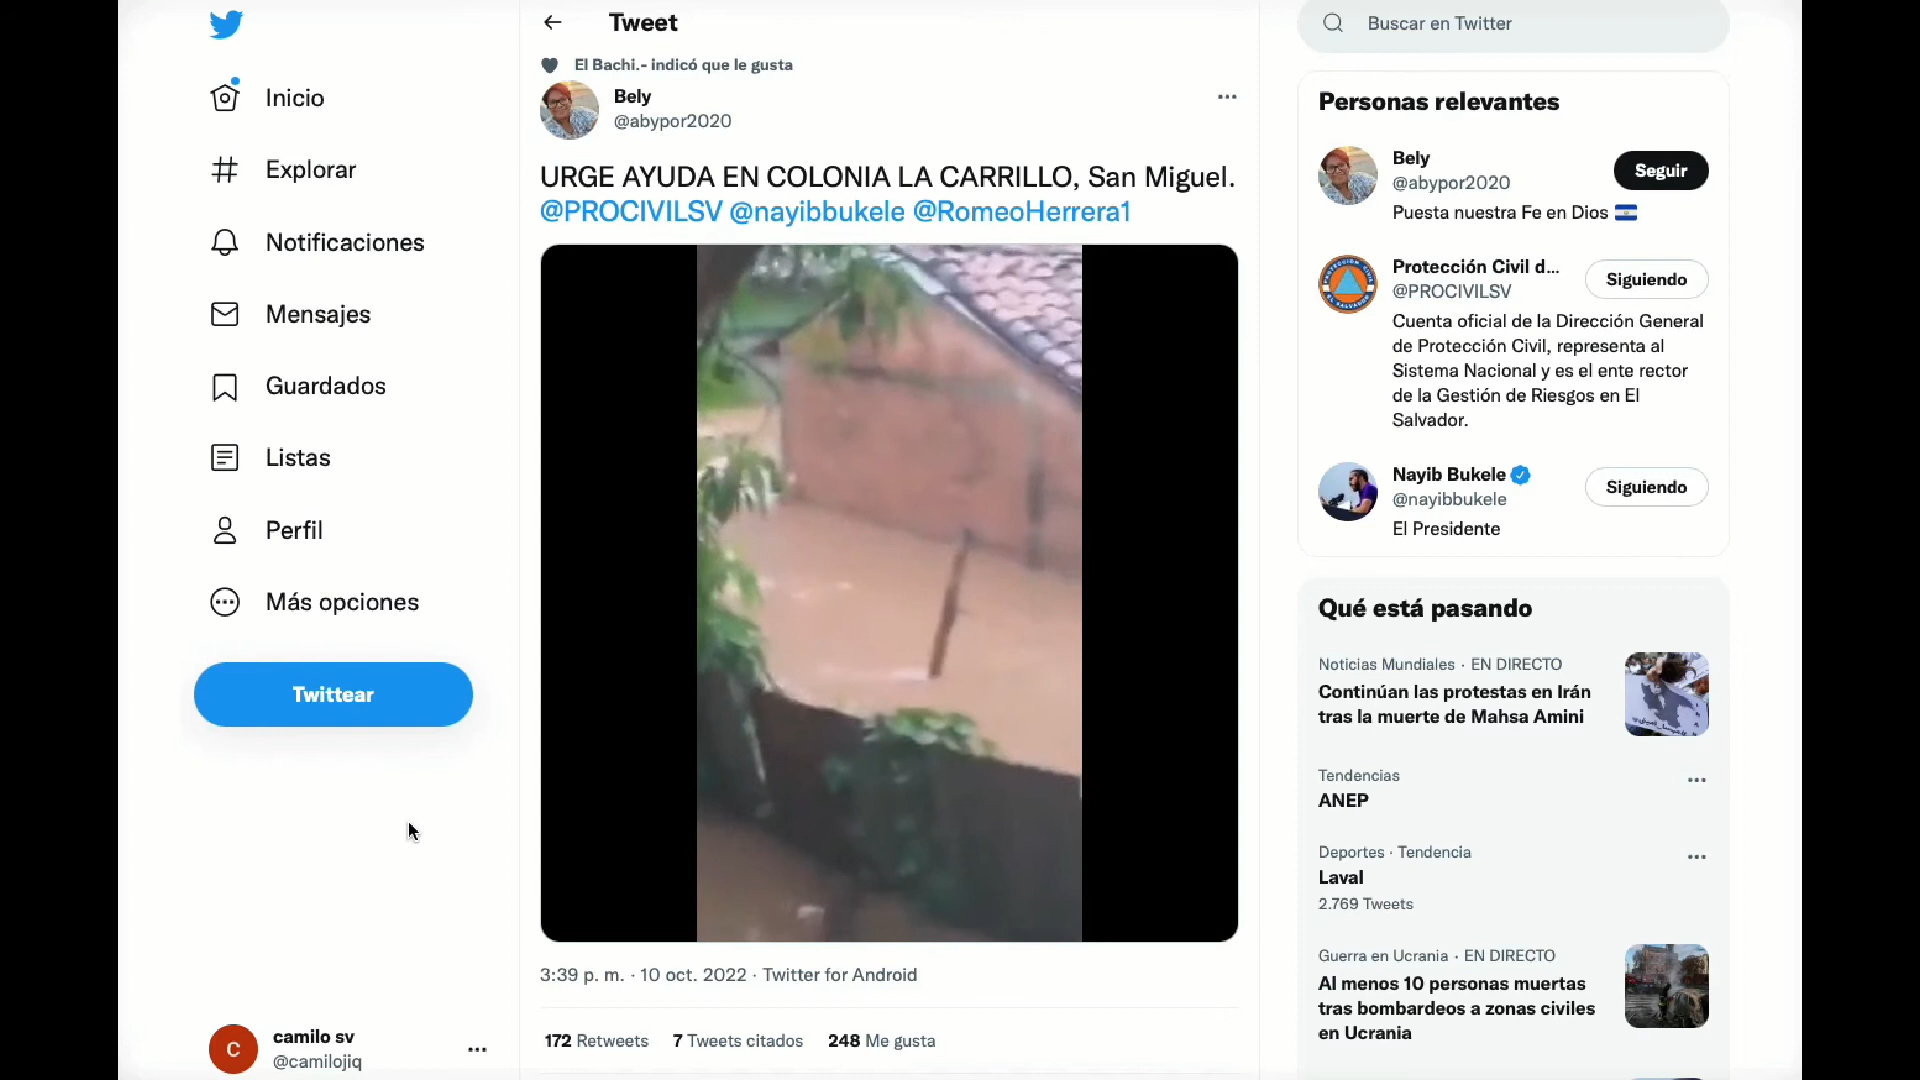 Inicio
Explorar
Notificaciones
Mensajes
Guardados
Listas
Perfil
Más opciones
Twittear
camilo sv
@camilojiq
C
Tweet
El Bachi.- indicó que le gusta
Bely
@abypor2020
URGE AYUDA EN COLONIA LA CARRILLO, San Miguel.
@PROCIVILSV @nayibbukele @RomeoHerrera1
3:39 p. m. · 10 oct. 2022 · Twitter for Android
172 Retweets 7 Tweets citados 248 Me gusta
Buscar en Twitter
Personas relevantes
Bely
@abypor2020
Seguir
Puesta nuestra Fe en Dios
Protección Civil d...
@PROCIVILSV
Siguiendo
Cuenta oficial de la Dirección General
de Protección Civil, representa al
Sistema Nacional y es el ente rector
de la Gestión de Riesgos en El
Salvador.
Nayib Bukele
@nayibbukele
Siguiendo
El Presidente
Qué está pasando
Noticias Mundiales · EN DIRECTO
Continúan las protestas en Irán
tras la muerte de Mahsa Amini
Tendencias
ANEP
Deportes · Tendencia
Laval
2.769 Tweets
Guerra en Ucrania · EN DIRECTO
Al menos 10 personas muertas
tras bombardeos a zonas civiles
en Ucrania